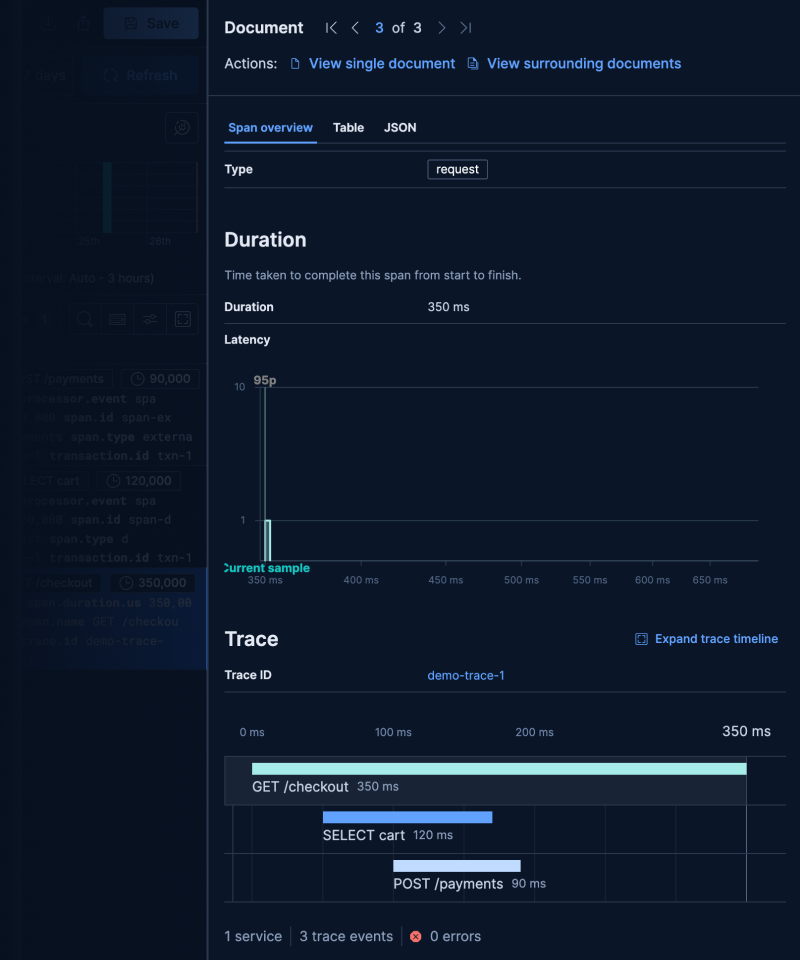 Save
Document 3 of 3
Actions: View single document View surrounding documents
7 days Refresh
Span overview Table JSON
Type request
Duration
Time taken to complete this span from start to finish.
Duration 350 ms
Latency
95p
10
1
Current sample
350 ms 400 ms 450 ms 500 ms 550 ms 600 ms 650 ms
25th 26th
Auto - 3 hours)
/payments 90,000
processor.event spa
span.id span-ex
span.type externa
transaction.id txn-1
SELECT cart 120,000
processor.event spa
span.id span-d
span.type d
transaction.id txn-1
/checkout 350,000
span.duration.us 350,00
span.name GET /checkou
trace.id demo-trace-
Trace Expand trace timeline
Trace ID demo-trace-1
0 ms 100 ms 200 ms 350 ms
GET /checkout 350 ms
SELECT cart 120 ms
POST /payments 90 ms
1 service 3 trace events 0 errors